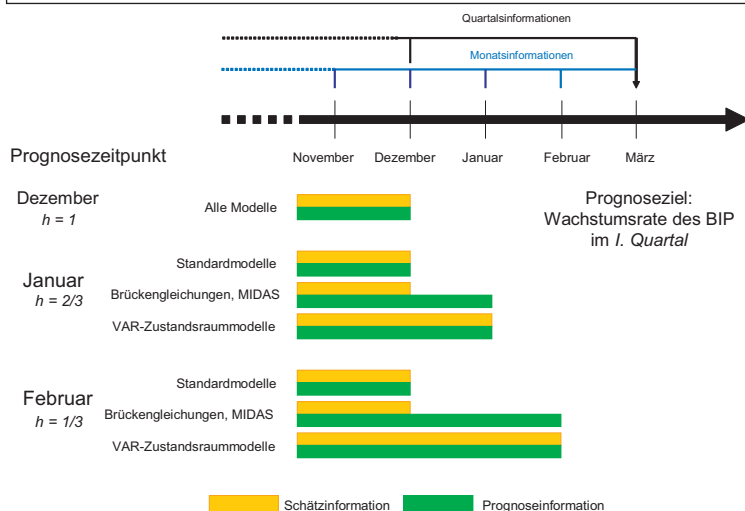 Quartalsinformationen
Monatsinformationen
Prognosezeitpunkt
November Dezember Januar Februar März
Dezember
h = 1
Alle Modelle
Prognoseziel:
Wachstumsrate des BIP
im I. Quartal
Januar
h = 2/3
Standardmodelle
Brückengleichungen, MIDAS
VAR-Zustandsraummodelle
Februar
h = 1/3
Standardmodelle
Brückengleichungen, MIDAS
VAR-Zustandsraummodelle
Schätzinformation Prognoseinformation